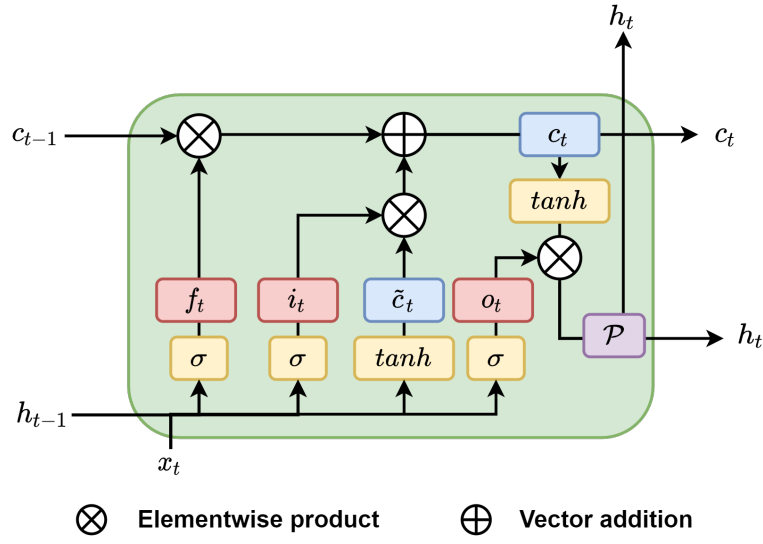 h_t
c_{t-1}
c_t
c_t
tanh
f_t
i_t
c̃_t
o_t
σ
σ
tanh
σ
𝒫
h_t
h_{t-1}
x_t
Elementwise product
Vector addition